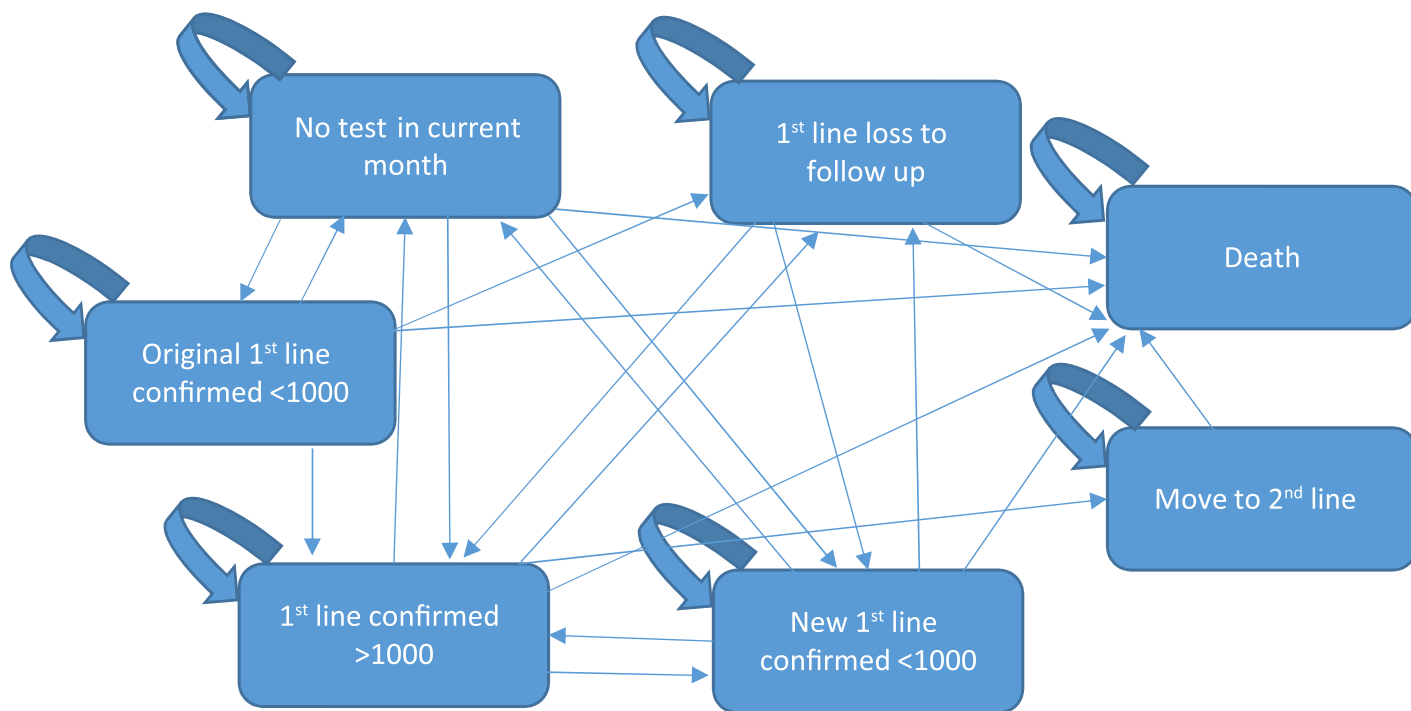 No test in current
month
1st line loss to
follow up
Death
Original 1st line
confirmed <1000
Move to 2nd line
1st line confirmed
>1000
New 1st line
confirmed <1000